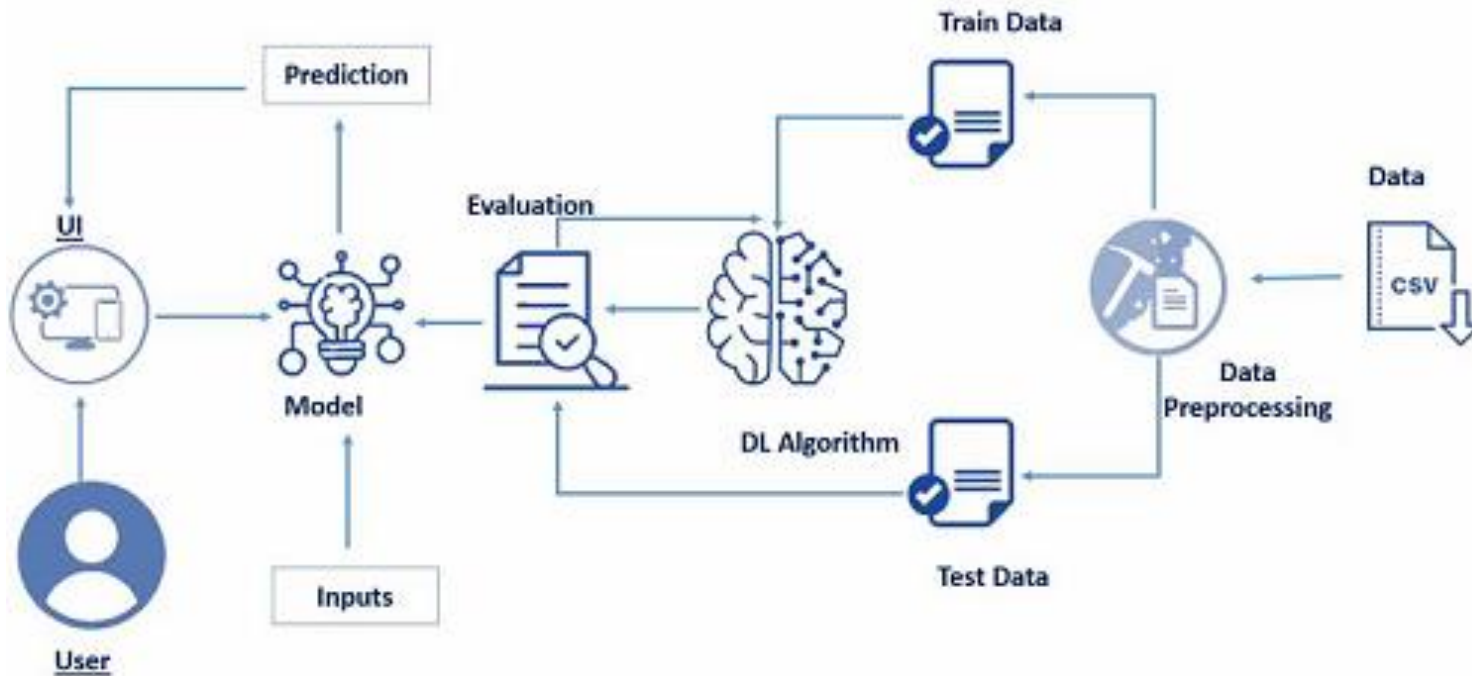 Train Data
Prediction
Data
Evaluation
UI
CSV
Data
Preprocessing
Model
DL Algorithm
Test Data
Inputs
User